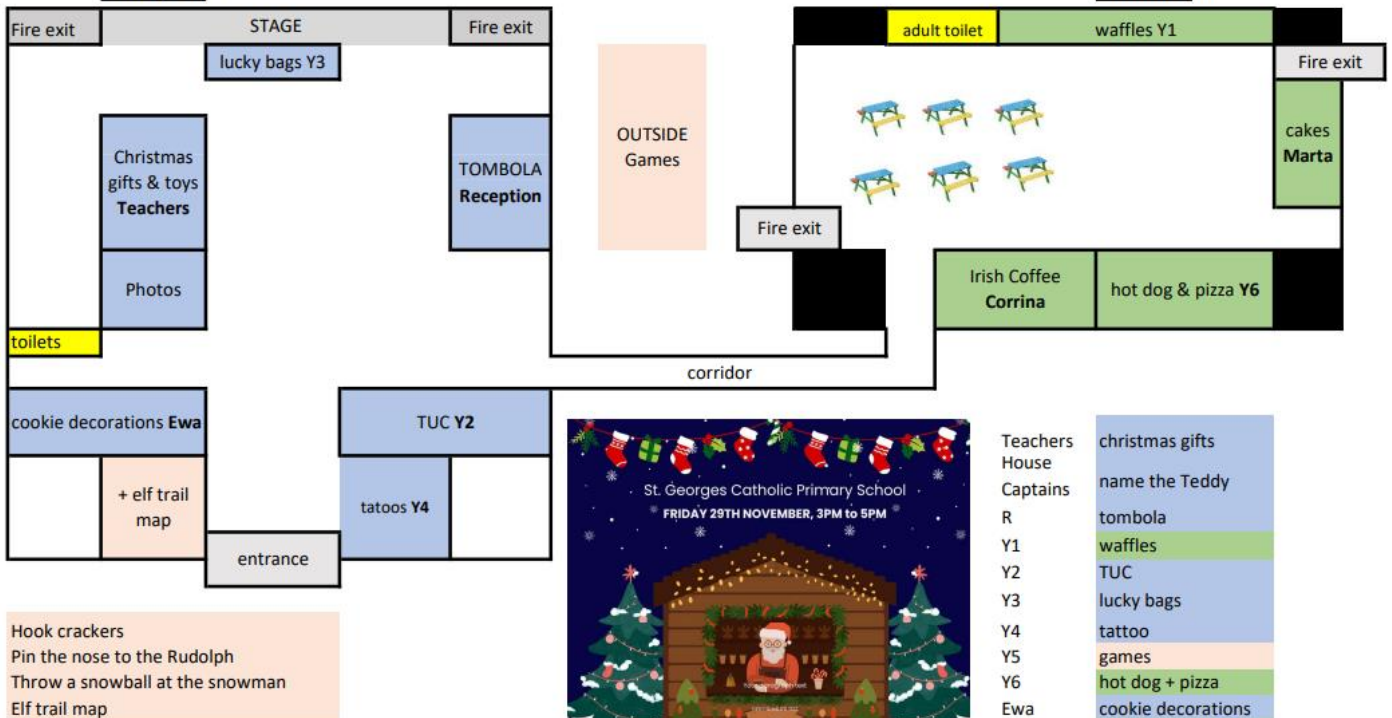 Fire exit
STAGE
Fire exit
lucky bags Y3
Christmas
gifts & toys
Teachers
TOMBOLA
Reception
Photos
toilets
cookie decorations Ewa
TUC Y2
+ elf trail
map
tatoos Y4
entrance
OUTSIDE
Games
corridor
adult toilet
waffles Y1
Fire exit
cakes
Marta
Fire exit
Irish Coffee
Corrina
hot dog & pizza Y6
Hook crackers
Pin the nose to the Rudolph
Throw a snowball at the snowman
Elf trail map
St. Georges Catholic Primary School
FRIDAY 29TH NOVEMBER, 3PM to 5PM
Teachers christmas gifts
House
Captains name the Teddy
R tombola
Y1 waffles
Y2 TUC
Y3 lucky bags
Y4 tattoo
Y5 games
Y6 hot dog + pizza
Ewa cookie decorations